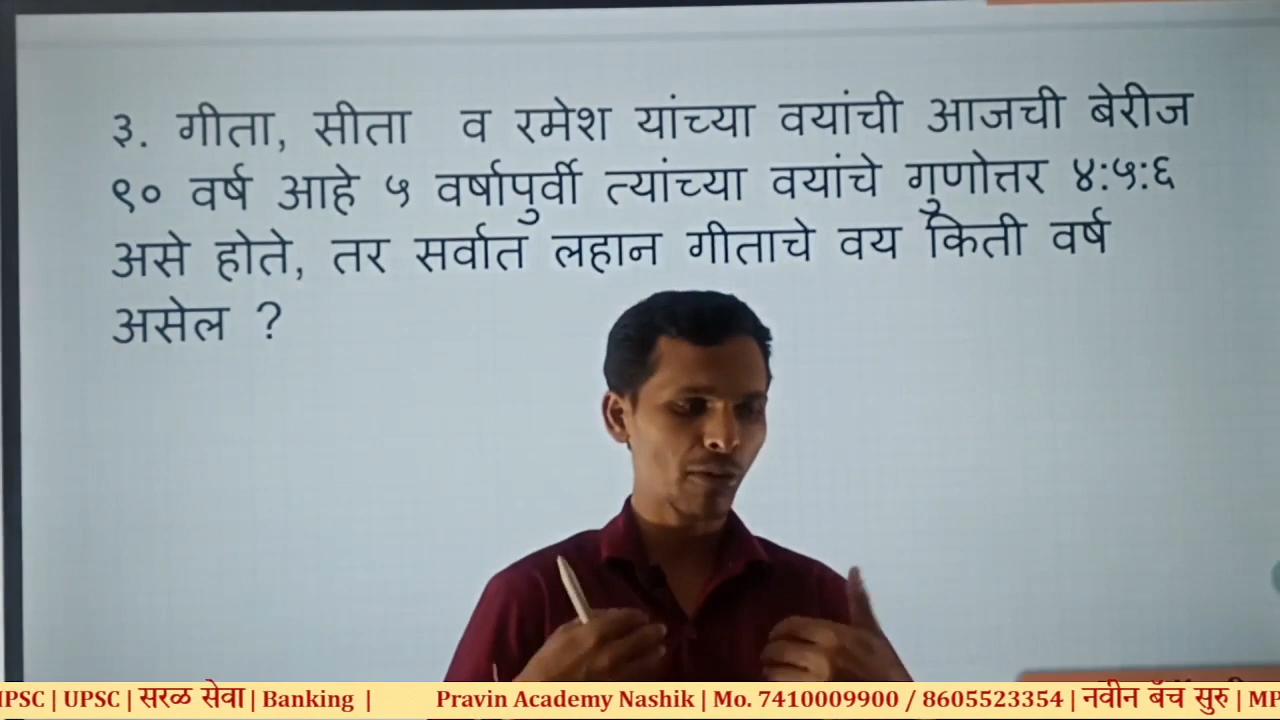 ३. गीता, सीता व रमेश यांच्या वयांची आजची बेरीज
९० वर्ष आहे ५ वर्षापुर्वी त्यांच्या वयांचे गुणोत्तर ४:५:६
असे होते, तर सर्वात लहान गीताचे वय किती वर्ष
असेल ?
MPSC | UPSC | सरळ सेवा | Banking | Pravin Academy Nashik | Mo. 7410009900 / 8605523354 | नवीन बॅच सुरु | MP